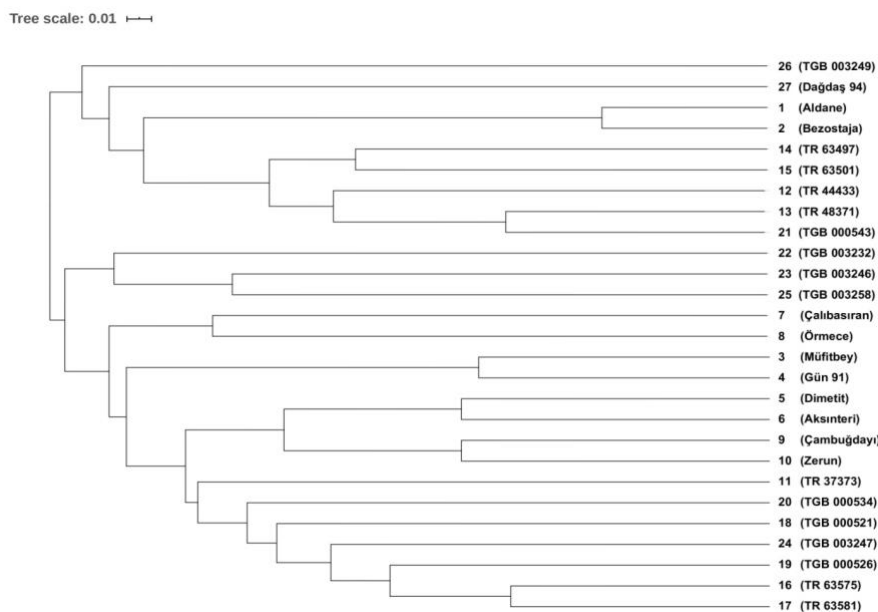 Tree scale: 0.01
26 (TGB 003249)
27 (Dağdaş 94)
1 (Aldane)
2 (Bezostaja)
14 (TR 63497)
15 (TR 63501)
12 (TR 44433)
13 (TR 48371)
21 (TGB 000543)
22 (TGB 003232)
23 (TGB 003246)
25 (TGB 003258)
7 (Çalıbasıran)
8 (Örmece)
3 (Müfitbey)
4 (Gün 91)
5 (Dimetit)
6 (Aksınteri)
9 (Çambuğdayı)
10 (Zerun)
11 (TR 37373)
20 (TGB 000534)
18 (TGB 000521)
24 (TGB 003247)
19 (TGB 000526)
16 (TR 63575)
17 (TR 63581)